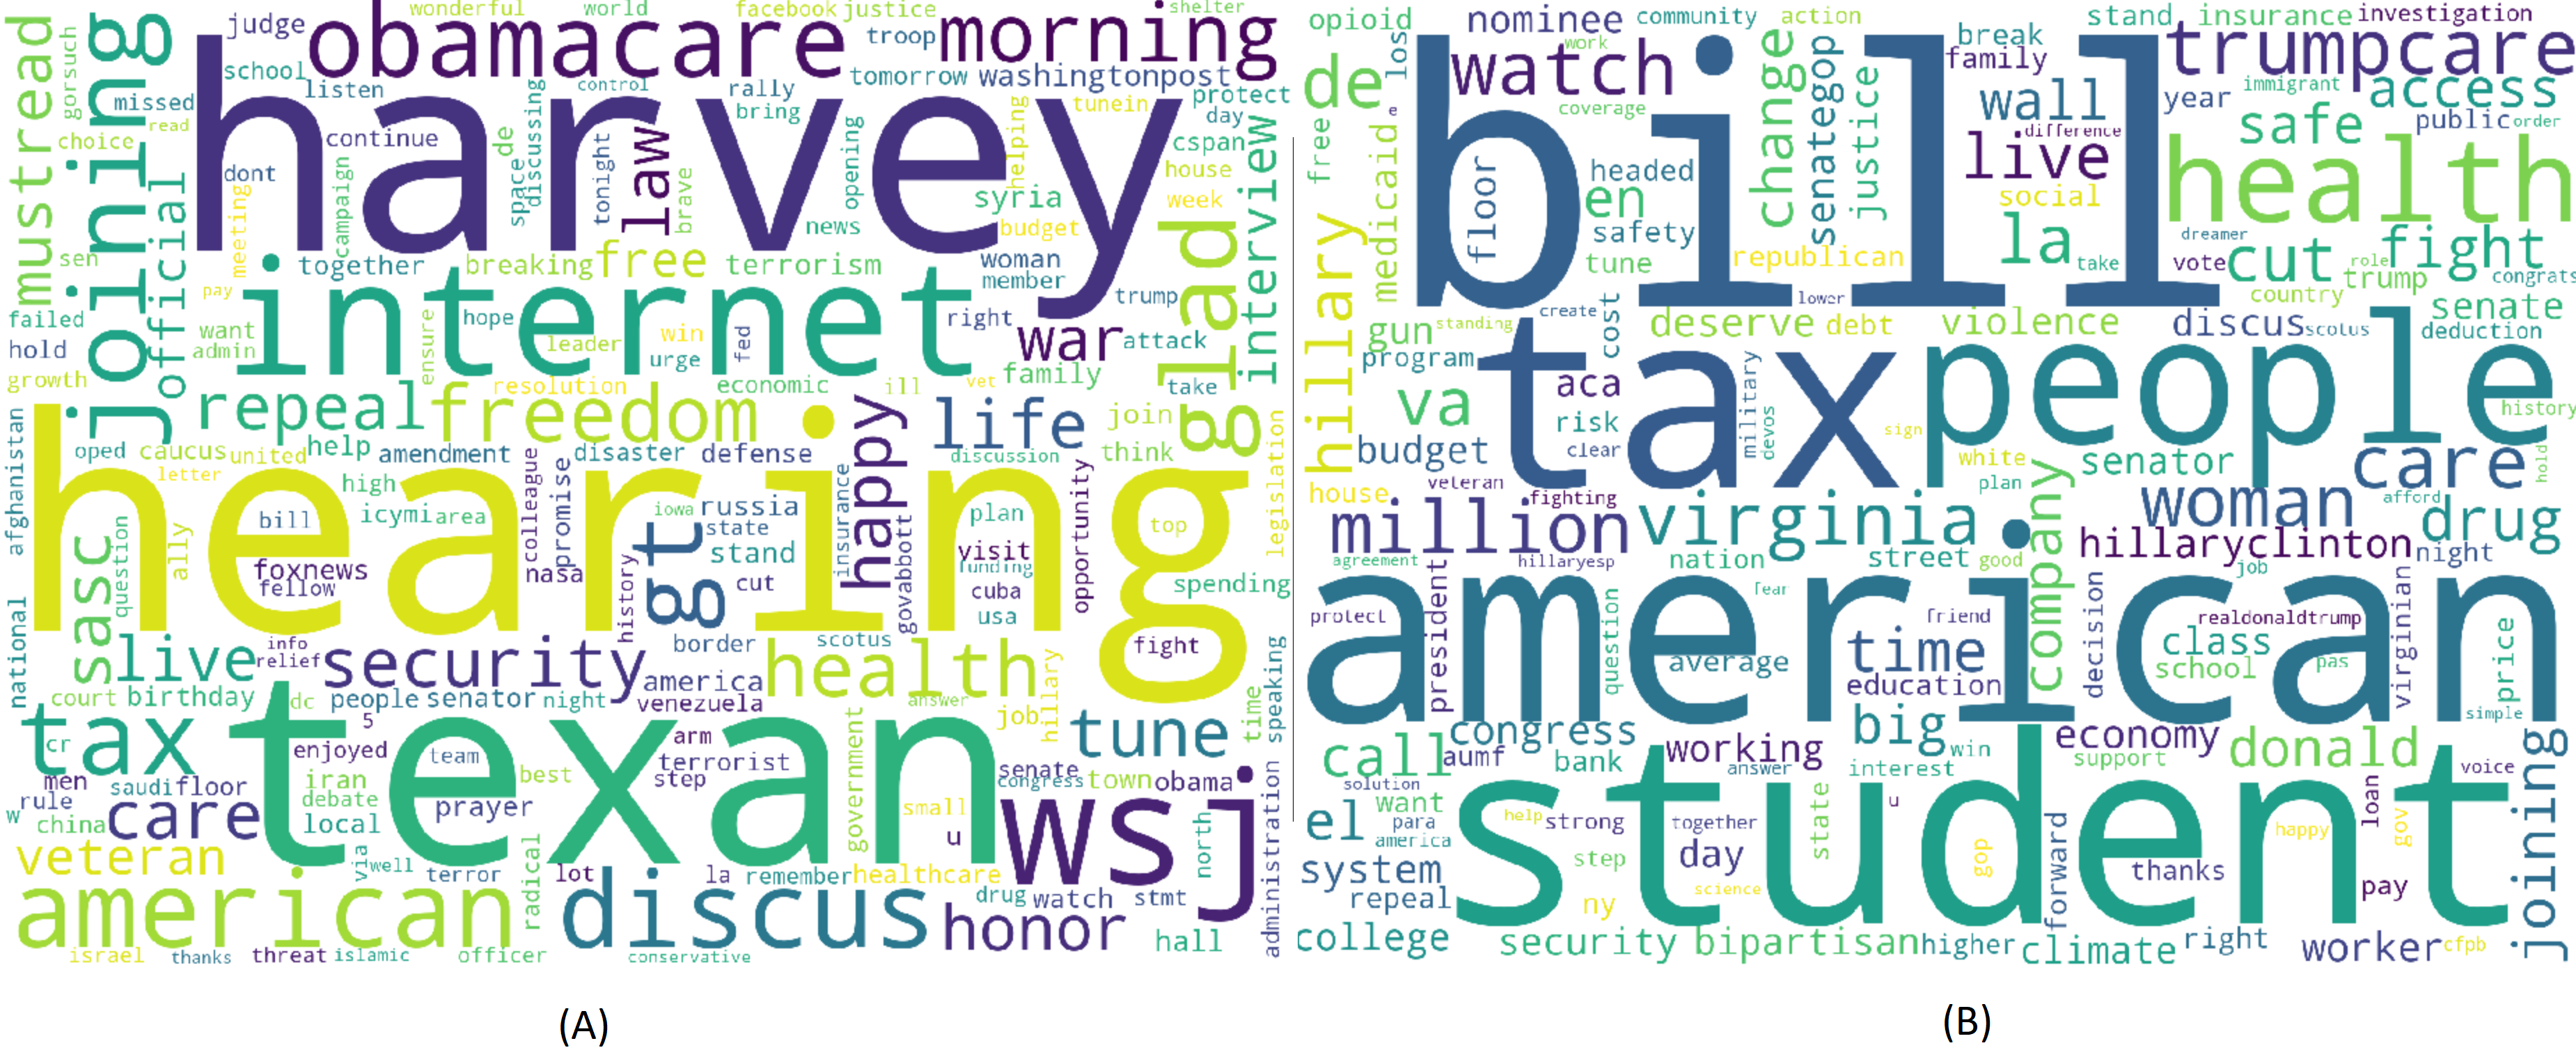 wonderful world facebook justice shelter
judge obamacare troop morning
mustread gorsuch joining school listen control rally tomorrow washingtonpost
missed harvey bring tunein protect
choice read continue de discussing tonight law opening helping day cspan
dont campaign space brave syria house interview
official meeting news budget week glad
sen together breaking free terrorism woman member
pay internet trump
failed want admin ensure hope leader win urge fed right war attack
hold
growth resolution economic ill vet family take
repeal freedom happy life join
afghanistan oped caucus united help amendment disaster defense discussion think legislation
letter hearing
high colleague promise insurance opportunity
sasc question ally bill icymi area iowa russia state plan top
foxnews fellow nasa gt stand visit funding
history cut govabbott cuba usa spending
national info relief border scotus fight
live security america health hillary speaking
court birthday dc people senator night venezuela answer job time
tax 5 texan tune
cr enjoyed team arm terrorist government
men saudi floor iran best step senate congress town obama administration
w rule china care debate local prayer small u wsj north
veteran via well radical
american terror lot discus la remember healthcare drug watch stmt
honor hall
israel thanks threat islamic officer conservative
(A)
opioid nominee community action stand insurance investigation
de lost watch work change senategop justice break family trumpcare
free medicaid e coverage bill wall year immigrant access
difference live safe public order
floor headed en safety social health
hillary tune republican la take dreamer vote cut role trump fight congrats
lower country senate
gun standing create cost deserve debt violence discus scotus deduction
program tax people
va aca risk military devos history
budget clear sign white plan senator care hold
house veteran fighting company woman afford drug
million virginia hillaryclinton night
agreement hillaryesp nation street good job
american
protect president question fear friend decision realdonaldtrump virginian price
average time class school pas
education simple
call congress big economy donald joining
aumf bank working answer win interest support voice
solution student
el want para america help strong together state u loan gov
system step day gop forward happy thanks
repeal science pay
ny
college security bipartisan higher climate right worker cfpb
(B)